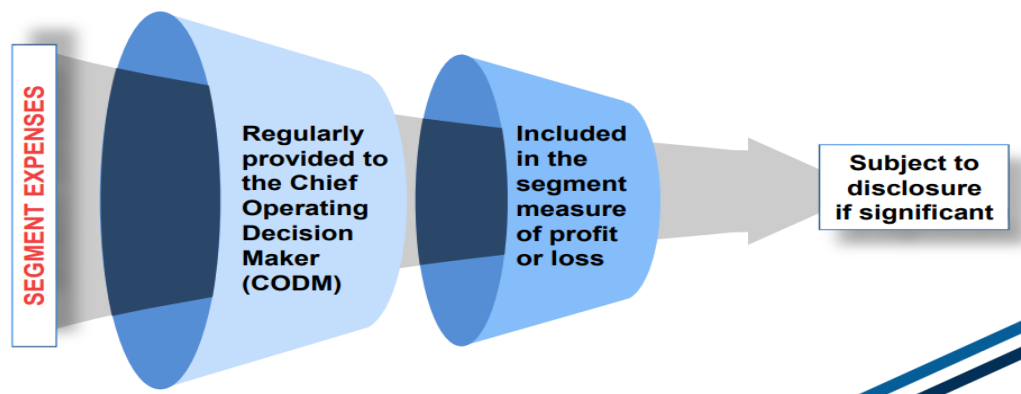 SEGMENT EXPENSES
Regularly
provided to
the Chief
Operating
Decision
Maker
(CODM)
Included
in the
segment
measure
of profit
or loss
Subject to
disclosure
if significant